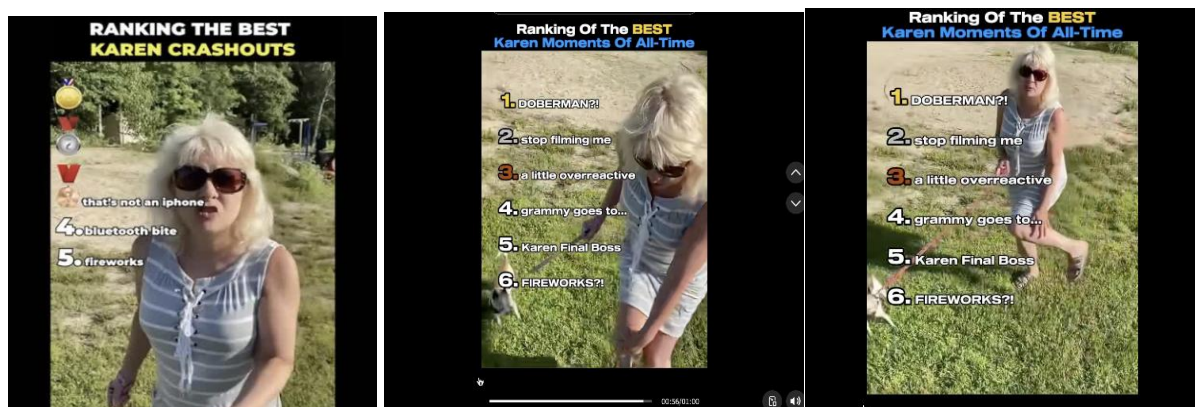 RANKING THE BEST
KAREN CRASHOUTS
that's not an iphone
4. bluetooth bite
5. fireworks
Ranking Of The BEST
Karen Moments Of All-Time
1. DOBERMAN?!
2. stop filming me
3. a little overreactive
4. grammy goes to...
5. Karen Final Boss
6. FIREWORKS?!
00:56/01:00
Ranking Of The BEST
Karen Moments Of All-Time
1. DOBERMAN?!
2. stop filming me
3. a little overreactive
4. grammy goes to...
5. Karen Final Boss
6. FIREWORKS?!